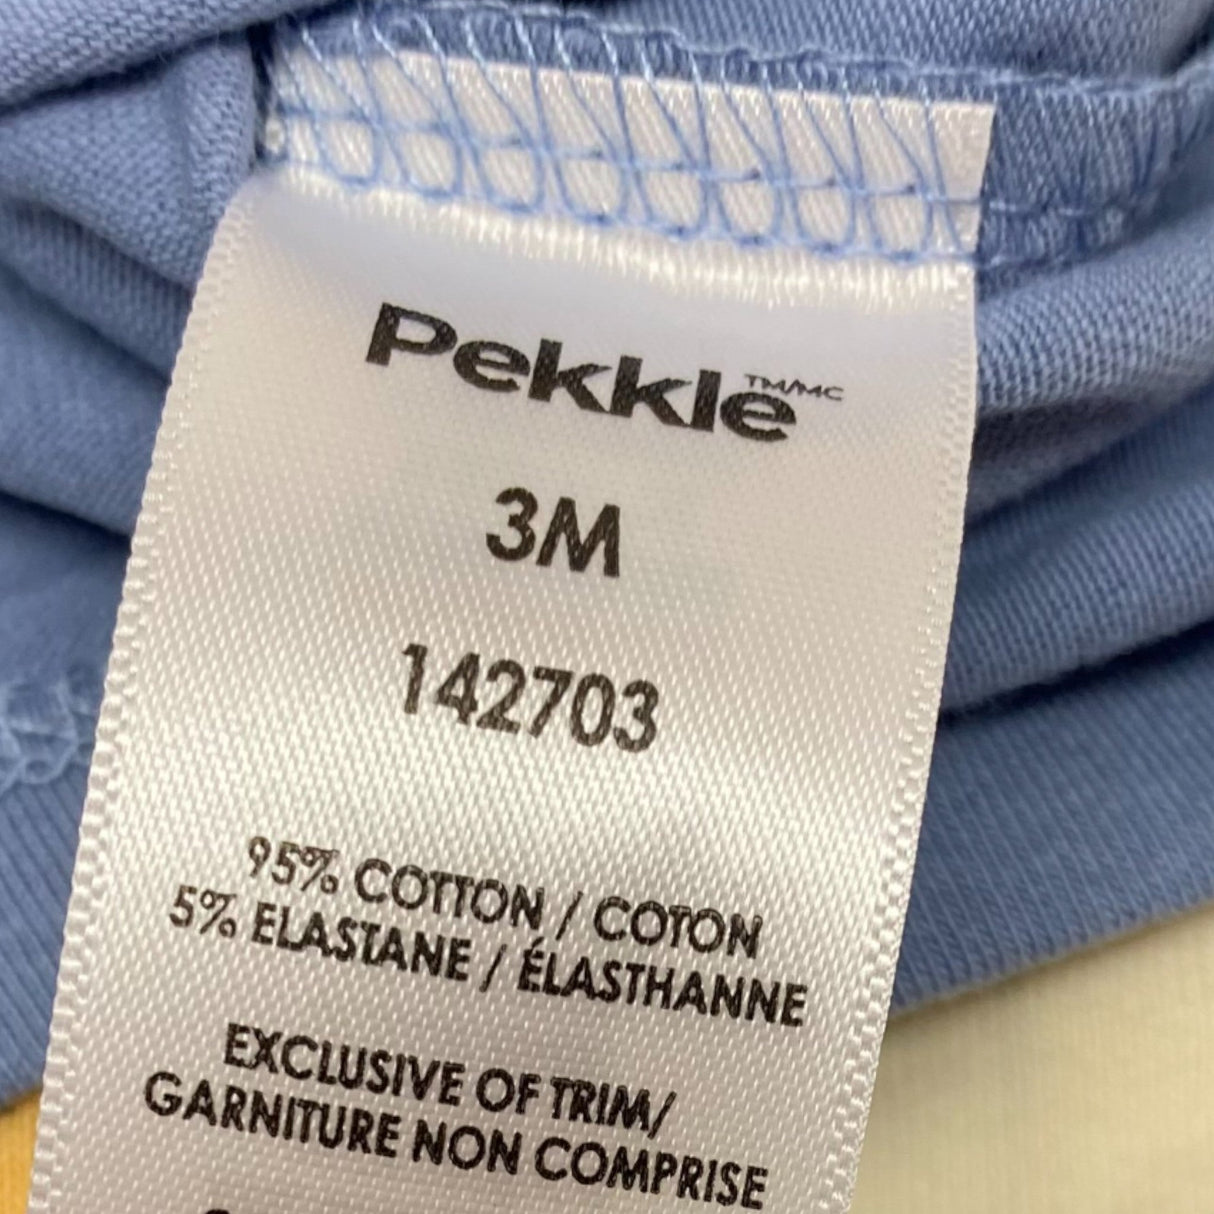 Pekkle TM/MC
3M
142703
95% COTTON / COTON
5% ELASTANE / ÉLASTHANNE
EXCLUSIVE OF TRIM/
GARNITURE NON COMPRISE